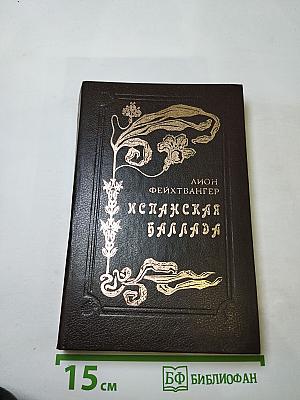 ЛИОН
ФЕЙХТВАНГЕР
ИСПАНСКАЯ
БАЛЛАДА
15 см
БФ БИБЛИОФАН